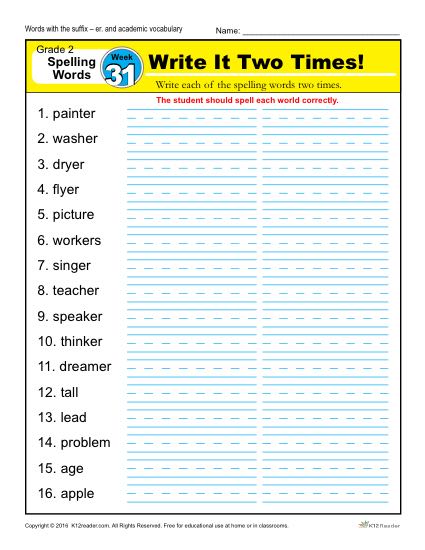 Words with the suffix – er. and academic vocabulary
Name:
Grade 2
Spelling
Words
Week
31
Write It Two Times!
Write each of the spelling words two times.
The student should spell each world correctly.
1. painter
2. washer
3. dryer
4. flyer
5. picture
6. workers
7. singer
8. teacher
9. speaker
10. thinker
11. dreamer
12. tall
13. lead
14. problem
15. age
16. apple
Copyright © 2016 K12reader.com. All Rights Reserved. Free for educational use at home or in classrooms.
K12Reader